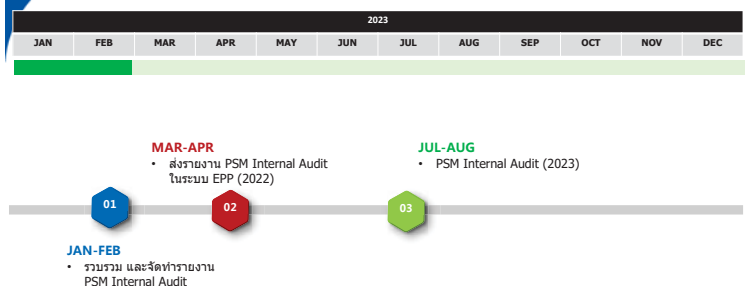 2023
JAN FEB MAR APR MAY JUN JUL AUG SEP OCT NOV DEC
MAR-APR
• ส่งรายงาน PSM Internal Audit
ในระบบ EPP (2022)
JUL-AUG
• PSM Internal Audit (2023)
01
02
03
JAN-FEB
• รวบรวม และจัดทำรายงาน
PSM Internal Audit